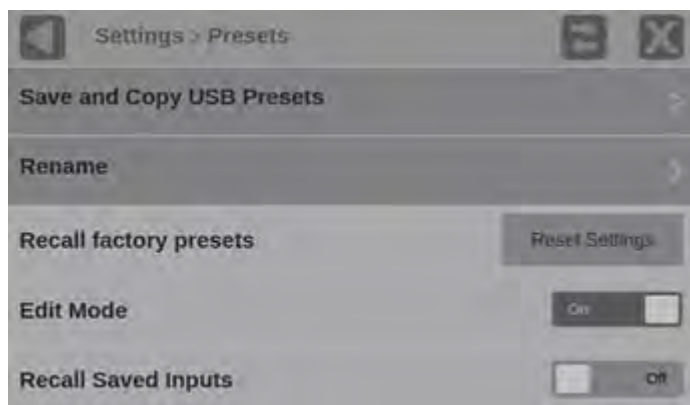 Settings > Presets
Save and Copy USB Presets
Rename
Recall factory presets
Reset Settings
Edit Mode
On
Recall Saved Inputs
Off